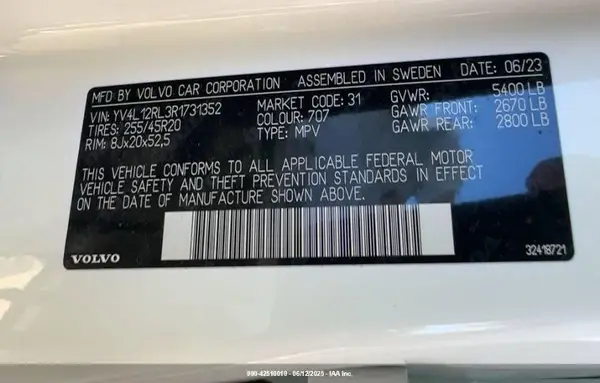 MFD BY VOLVO CAR CORPORATION ASSEMBLED IN SWEDEN DATE: 06/23
VIN: YV4L12RL3R1731352 MARKET CODE: 31 GVWR: 5400 LB
TIRES: 255/45R20 COLOUR: 707 GAWR FRONT: 2670 LB
RIM: 8Jx20x52,5 TYPE: MPV GAWR REAR: 2800 LB
THIS VEHICLE CONFORMS TO ALL APPLICABLE FEDERAL MOTOR
VEHICLE SAFETY AND THEFT PREVENTION STANDARDS IN EFFECT
ON THE DATE OF MANUFACTURE SHOWN ABOVE.
VOLVO 32418721
000-42510010 - 06/12/2025 - IAA Inc.